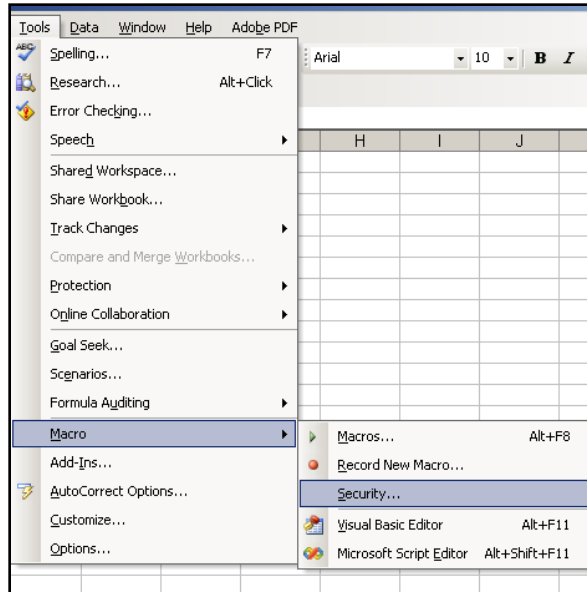 Tools Data Window Help Adobe PDF
ABC Spelling... F7
Arial 10 B I
Research... Alt+Click
Error Checking...
Speech
H I J
Shared Workspace...
Share Workbook...
Track Changes
Compare and Merge Workbooks...
Protection
Online Collaboration
Goal Seek...
Scenarios...
Formula Auditing
Macro
Macros... Alt+F8
Add-Ins...
Record New Macro...
AutoCorrect Options...
Security...
Customize...
Visual Basic Editor Alt+F11
Options...
Microsoft Script Editor Alt+Shift+F11